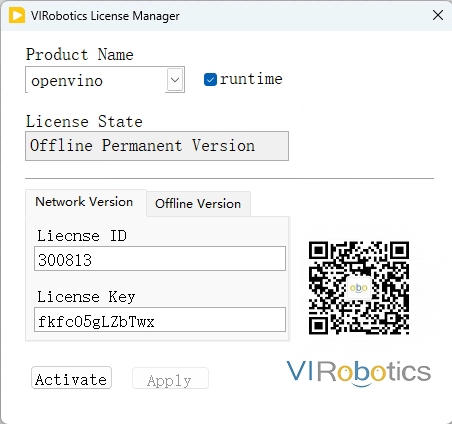 VIRobotics License Manager
Product Name
openvino
runtime
License State
Offline Permanent Version
Network Version
Offline Version
Liecnse ID
300813
License Key
fkfc05gLZbTwx
obo
VIRobotics
Activate
Apply